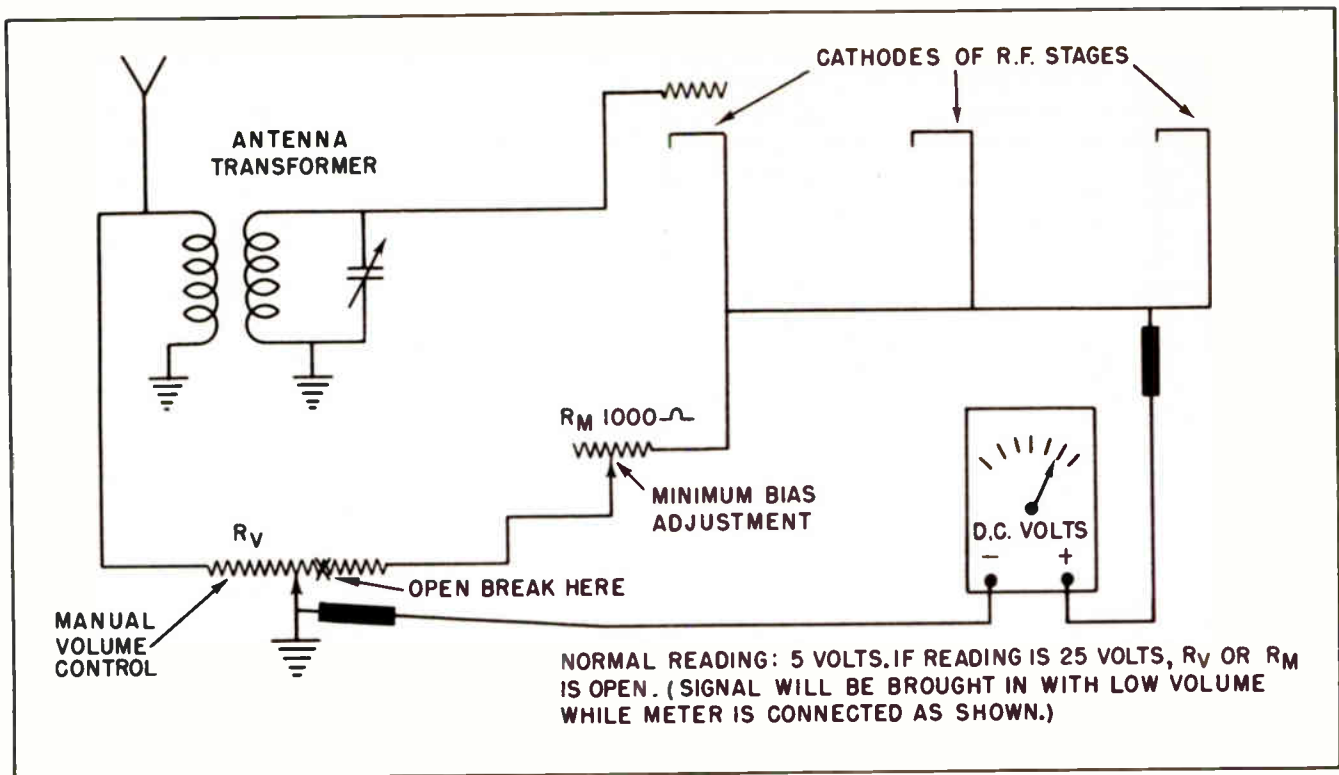 CATHODES OF R.F. STAGES
ANTENNA
TRANSFORMER
RM 1000-Ω
MINIMUM BIAS
ADJUSTMENT
D.C. VOLTS
- +
RV
OPEN BREAK HERE
MANUAL
VOLUME
CONTROL
NORMAL READING: 5 VOLTS. IF READING IS 25 VOLTS, RV OR RM
IS OPEN. (SIGNAL WILL BE BROUGHT IN WITH LOW VOLUME
WHILE METER IS CONNECTED AS SHOWN.)